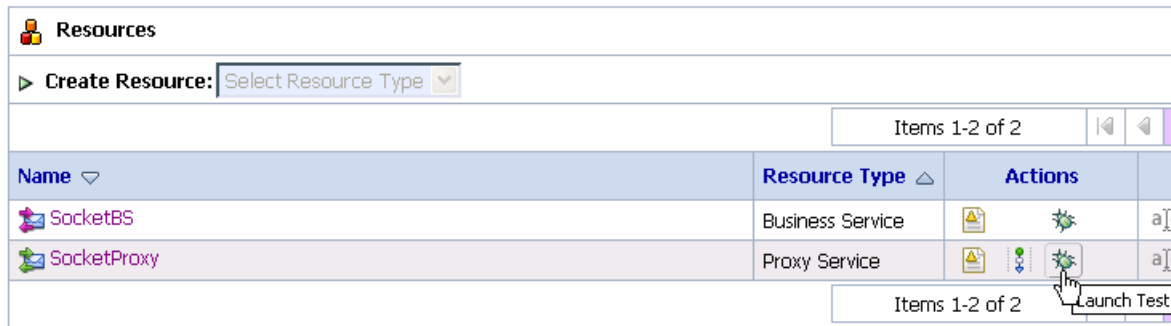 Resources
Create Resource: Select Resource Type
Items 1-2 of 2
Name Resource Type Actions
SocketBS Business Service
SocketProxy Proxy Service
Launch Test
Items 1-2 of 2